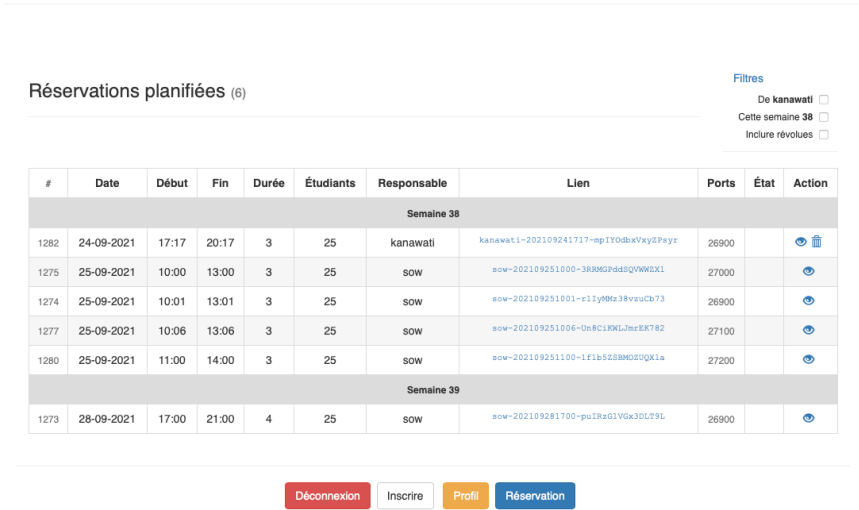 Réservations planifiées (6)
Filtres
De kanawati
Cette semaine 38
Inclure révolues
# Date Début Fin Durée Étudiants Responsable Lien Ports État Action
Semaine 38
1282 24-09-2021 17:17 20:17 3 25 kanawati kanawati-202109241717-mpIYOdbxVxyZPsyr 26900
1275 25-09-2021 10:00 13:00 3 25 sow sow-202109251000-3RRMGPddSQVWWZXl 27000
1274 25-09-2021 10:01 13:01 3 25 sow sow-202109251001-r1IyMMz38vzuCb73 26900
1277 25-09-2021 10:06 13:06 3 25 sow sow-202109251006-Un8CiKWLJmrEK782 27100
1280 25-09-2021 11:00 14:00 3 25 sow sow-202109251100-1flb5ZSBMOZUQXla 27200
Semaine 39
1273 28-09-2021 17:00 21:00 4 25 sow sow-202109281700-puIRzGlVGx3DLT9L 26900
Déconnexion Inscrire Profil Réservation